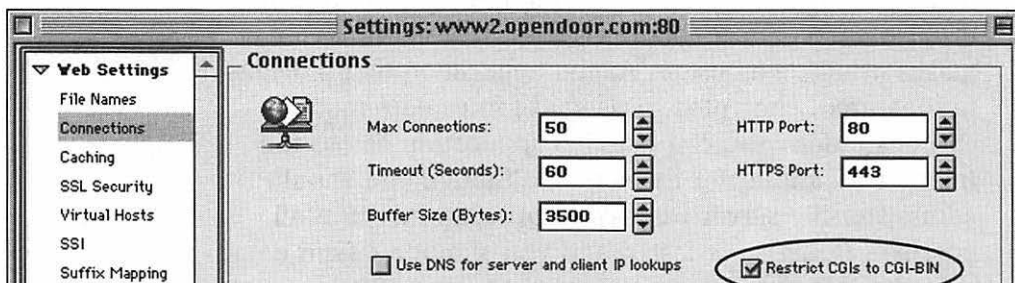 Settings: www2.opendoor.com:80
Web Settings
File Names
Connections
Caching
SSL Security
Virtual Hosts
SSI
Suffix Mapping
Connections
Max Connections: 50
HTTP Port: 80
Timeout (Seconds): 60
HTTPS Port: 443
Buffer Size (Bytes): 3500
Use DNS for server and client IP lookups
Restrict CGIs to CGI-BIN